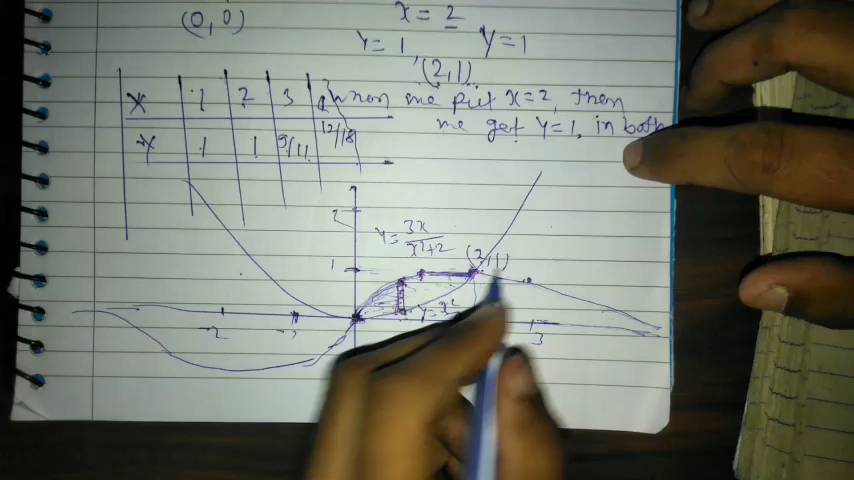 (0,0)
x = 2
Y = 1, Y = 1
(2,1)
x 1 2 3
When we put x=2, then
we get Y=1, in both
Y 1 1 9/11 12/18
2
Y = 3x/x²+2
1 (2,1)
Y = x²
-2 -1 3